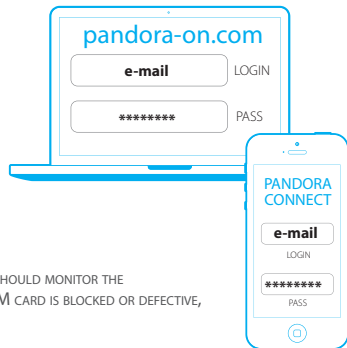 pandora-on.com
e-mail LOGIN
******** PASS
PANDORA
CONNECT
e-mail
LOGIN
********
PASS
HOULD MONITOR THE
M CARD IS BLOCKED OR DEFECTIVE,